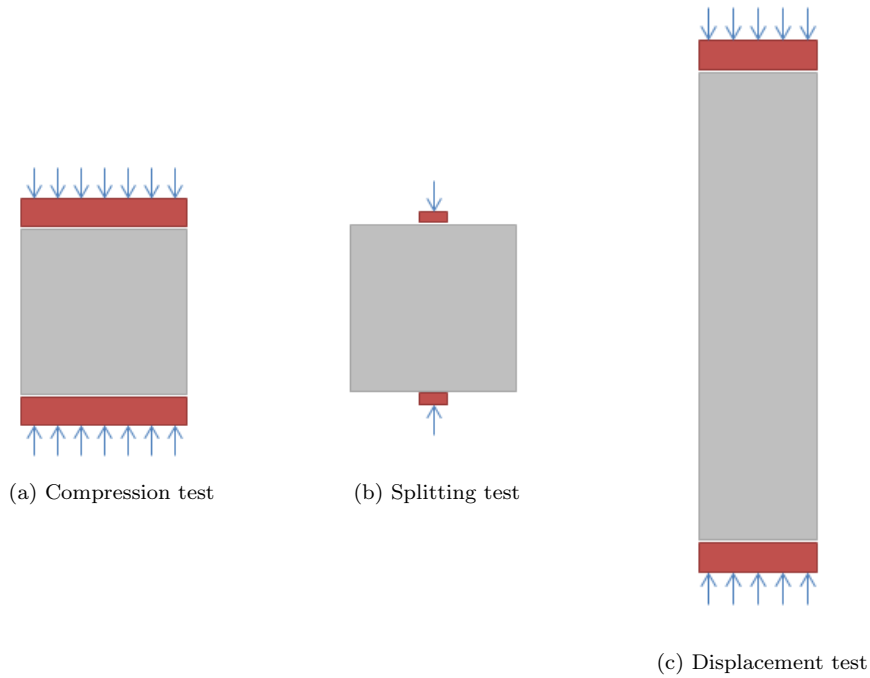 (a) Compression test
(b) Splitting test
(c) Displacement test